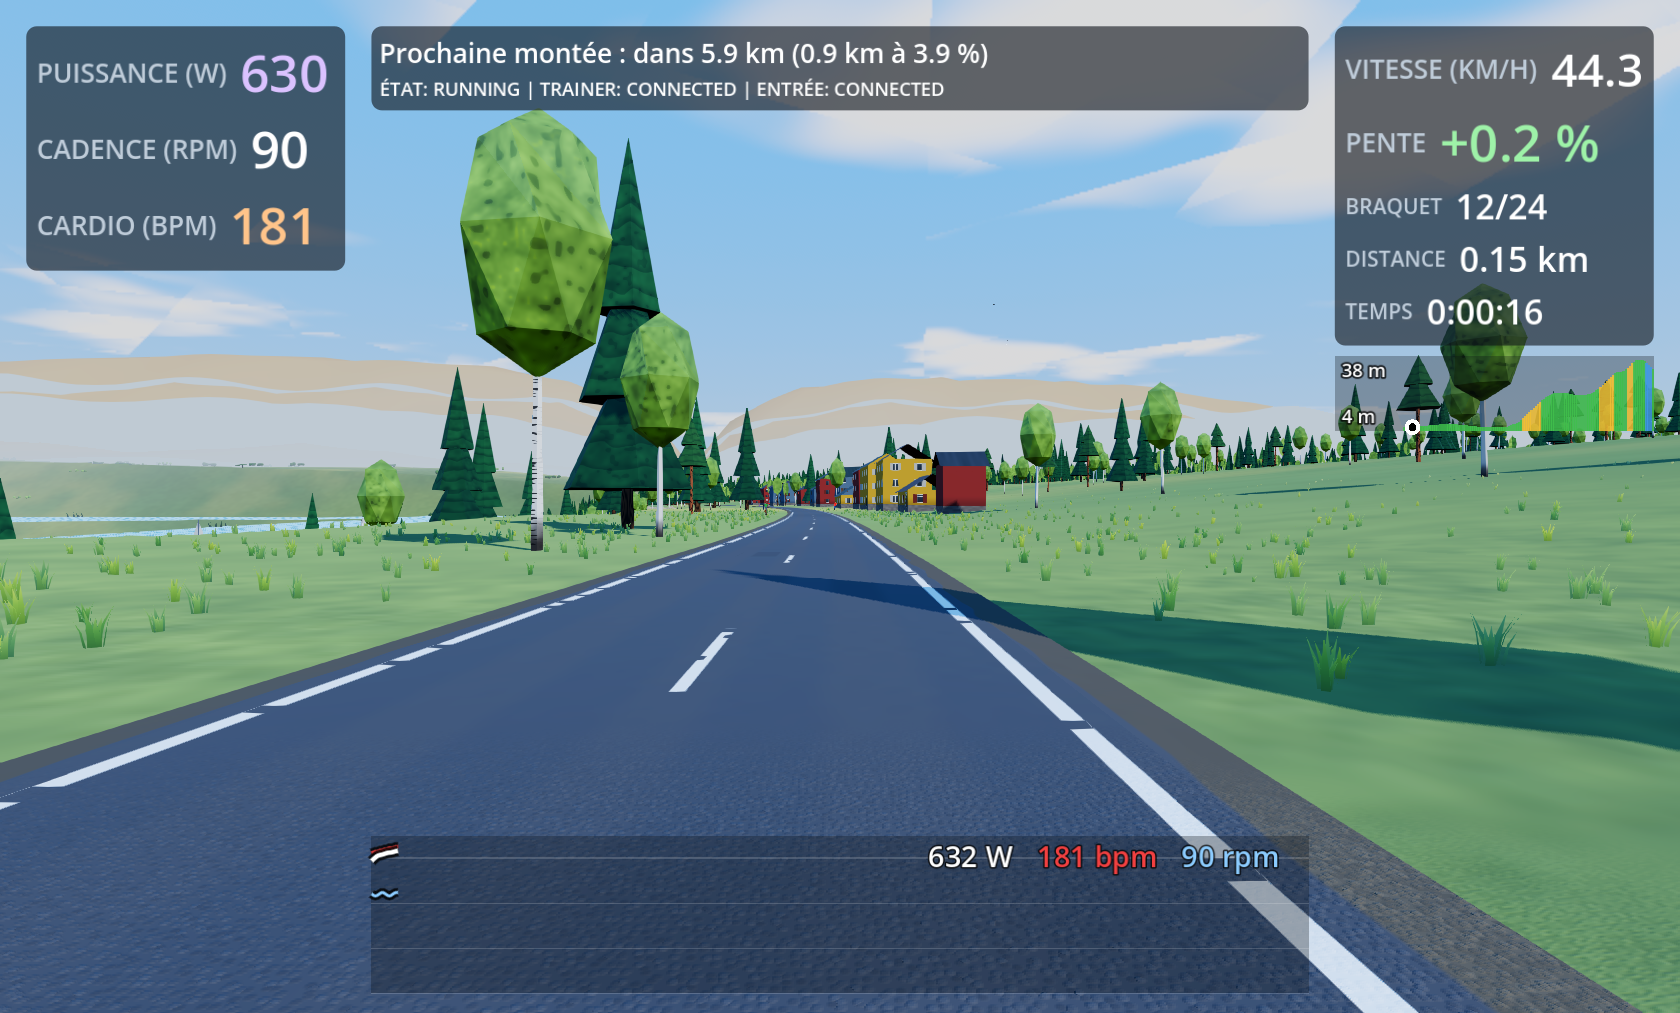 PUISSANCE (W) 630
CADENCE (RPM) 90
CARDIO (BPM) 181
Prochaine montée : dans 5.9 km (0.9 km à 3.9 %)
ÉTAT: RUNNING | TRAINER: CONNECTED | ENTRÉE: CONNECTED
VITESSE (KM/H) 44.3
PENTE +0.2 %
BRAQUET 12/24
DISTANCE 0.15 km
TEMPS 0:00:16
38 m
4 m
632 W 181 bpm 90 rpm